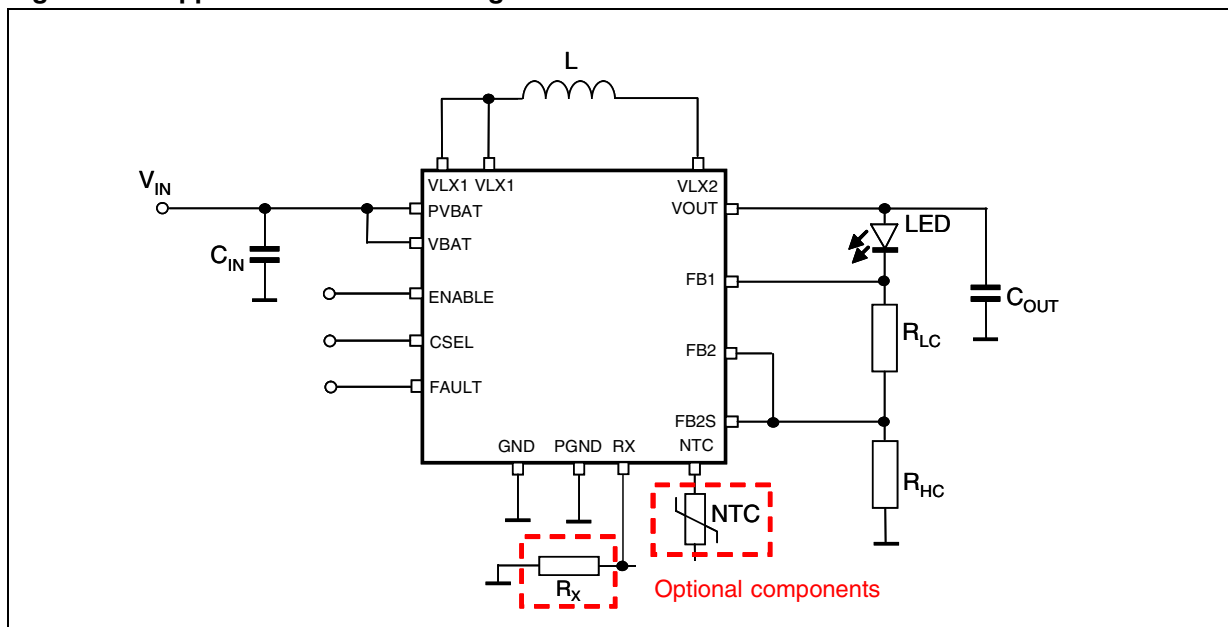 L
VLX1 VLX1 VLX2
V_IN
PVBAT VOUT
LED
VBAT
C_IN
FB1
ENABLE
C_OUT
CSEL
R_LC
FB2
FAULT
FB2S
GND PGND RX NTC
R_HC
NTC
R_X
Optional components